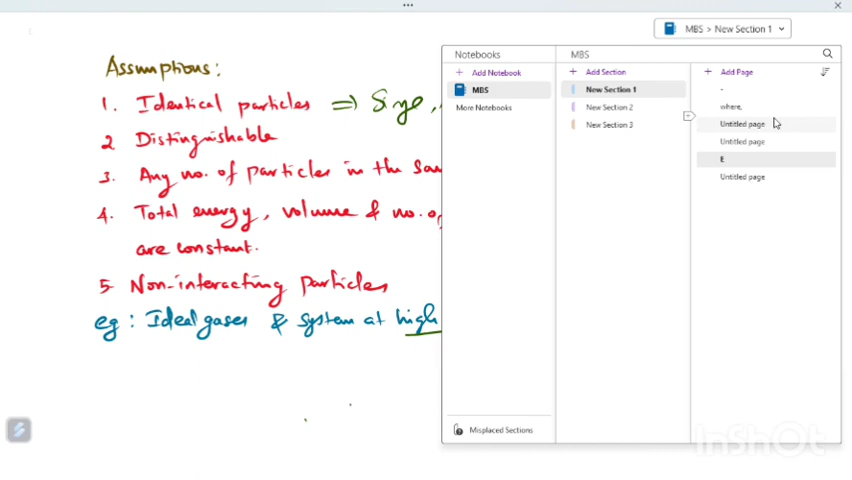 MBS > New Section 1
Notebooks
MBS
+ Add Notebook
+ Add Section
+ Add Page
MBS
More Notebooks
New Section 1
New Section 2
New Section 3
-
where,
Untitled page
Untitled page
E
Untitled page
Misplaced Sections
Assumptions:
1. Identical particles ⇒ Size,
2 Distinguishable
3. Any no. of particles in the
4. Total energy, volume & no. of
are constant.
5 Non-interacting particles
eg: Ideal gases & system at high
InShOt